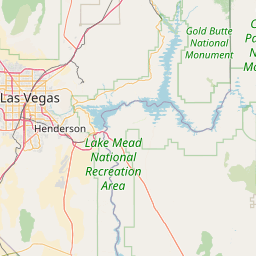 Gold Butte
National
Monument
Las Vegas
Henderson
Lake Mead
National
Recreation
Area